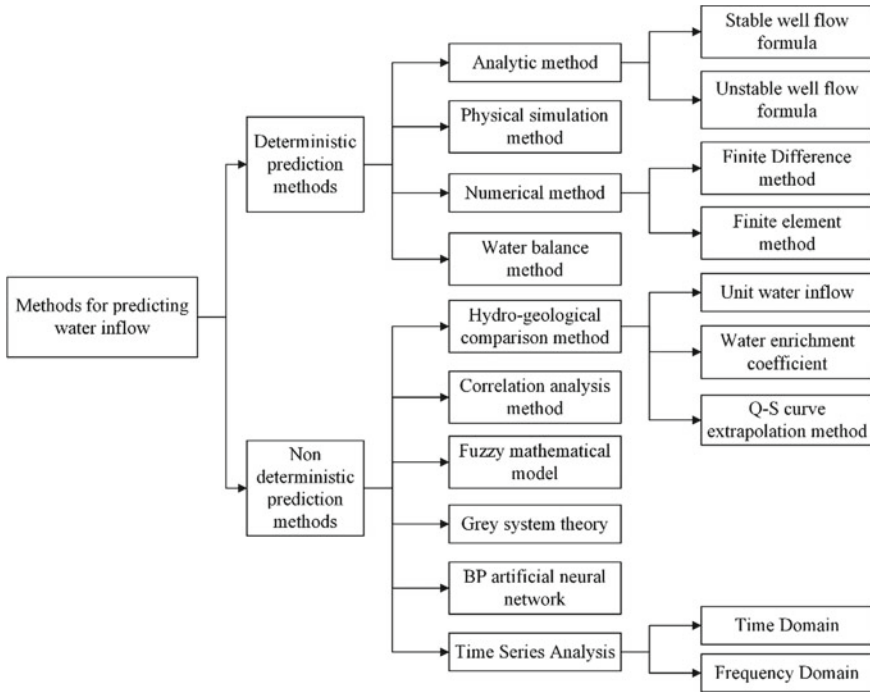 Methods for predicting
water inflow
Deterministic
prediction
methods
Analytic method
Stable well flow
formula
Unstable well flow
formula
Physical simulation
method
Numerical method
Finite Difference
method
Finite element
method
Water balance
method
Non
deterministic
prediction
methods
Hydro-geological
comparison method
Unit water inflow
Water enrichment
coefficient
Q-S curve
extrapolation method
Correlation analysis
method
Fuzzy mathematical
model
Grey system theory
BP artificial neural
network
Time Series Analysis
Time Domain
Frequency Domain